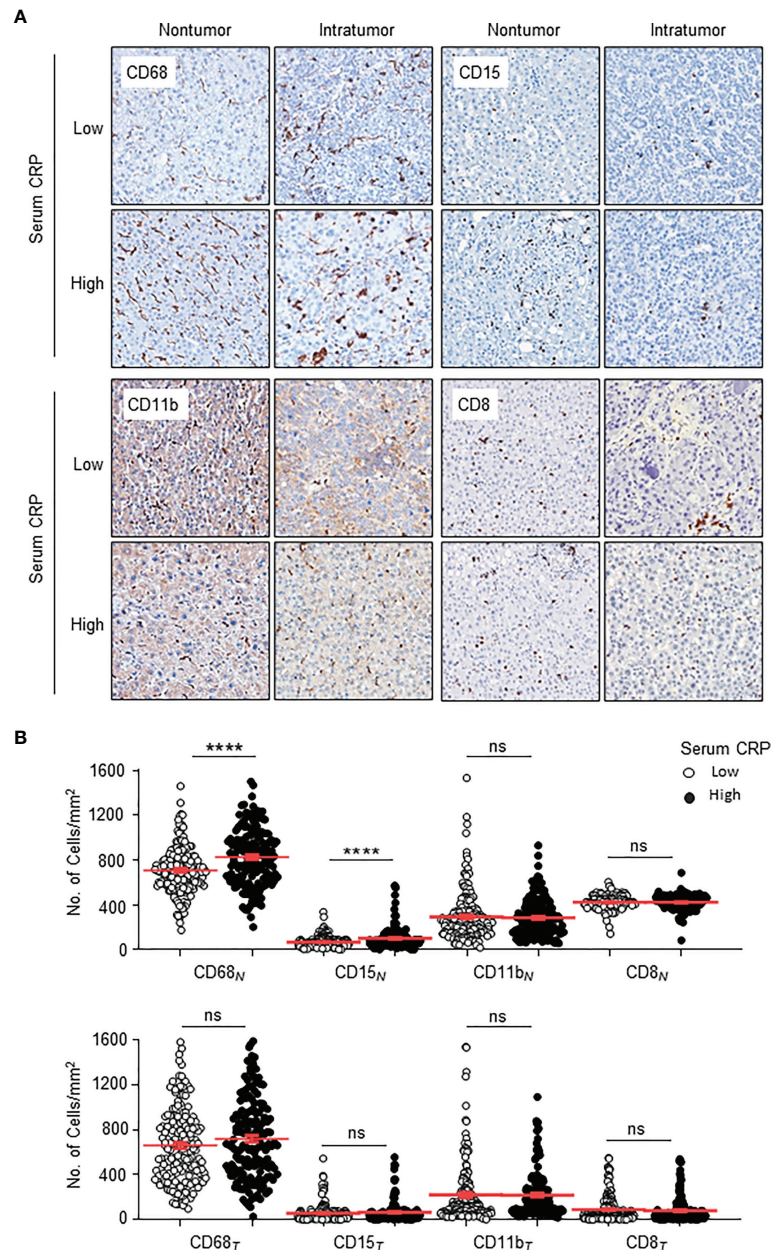 A
Nontumor Intratumor Nontumor Intratumor
CD68 CD15
Low
Serum CRP
High
CD11b CD8
Low
Serum CRP
High
B
**** ns Serum CRP
Low
High
1600
1200
**** ns
800
400
0
No. of Cells/mm²
CD68N CD15N CD11bN CD8N
ns ns
1600
1200
ns ns
800
400
0
No. of Cells/mm²
CD68T CD15T CD11bT CD8T